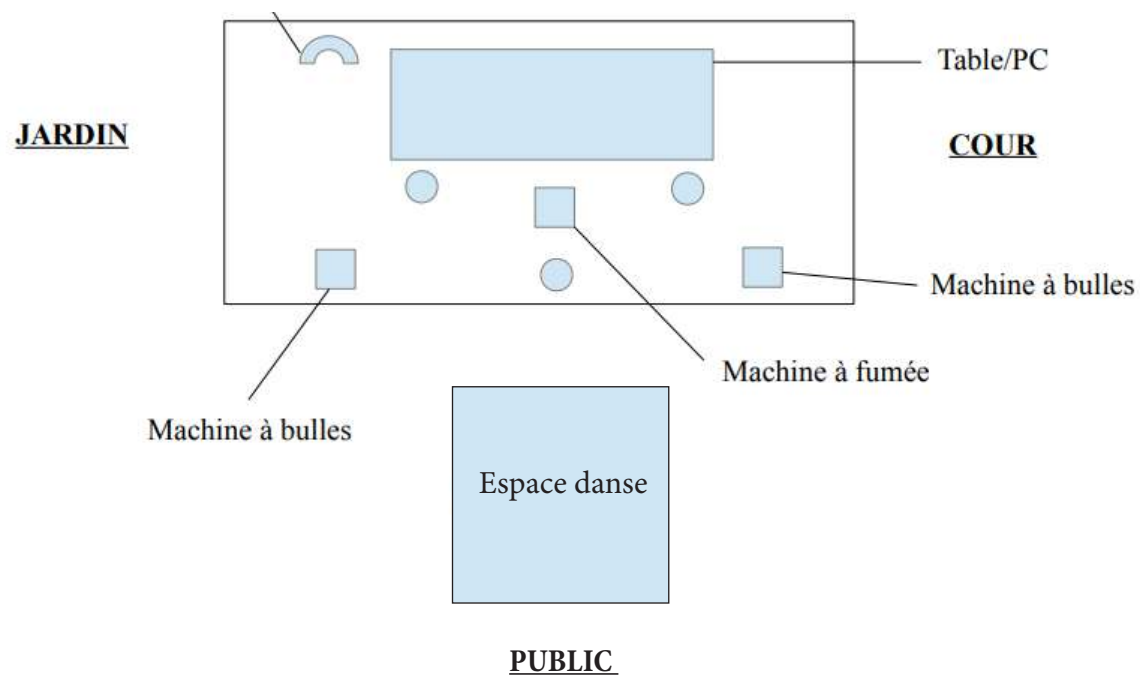 Table/PC
JARDIN
COUR
Machine à bulles
Machine à fumée
Machine à bulles
Espace danse
PUBLIC